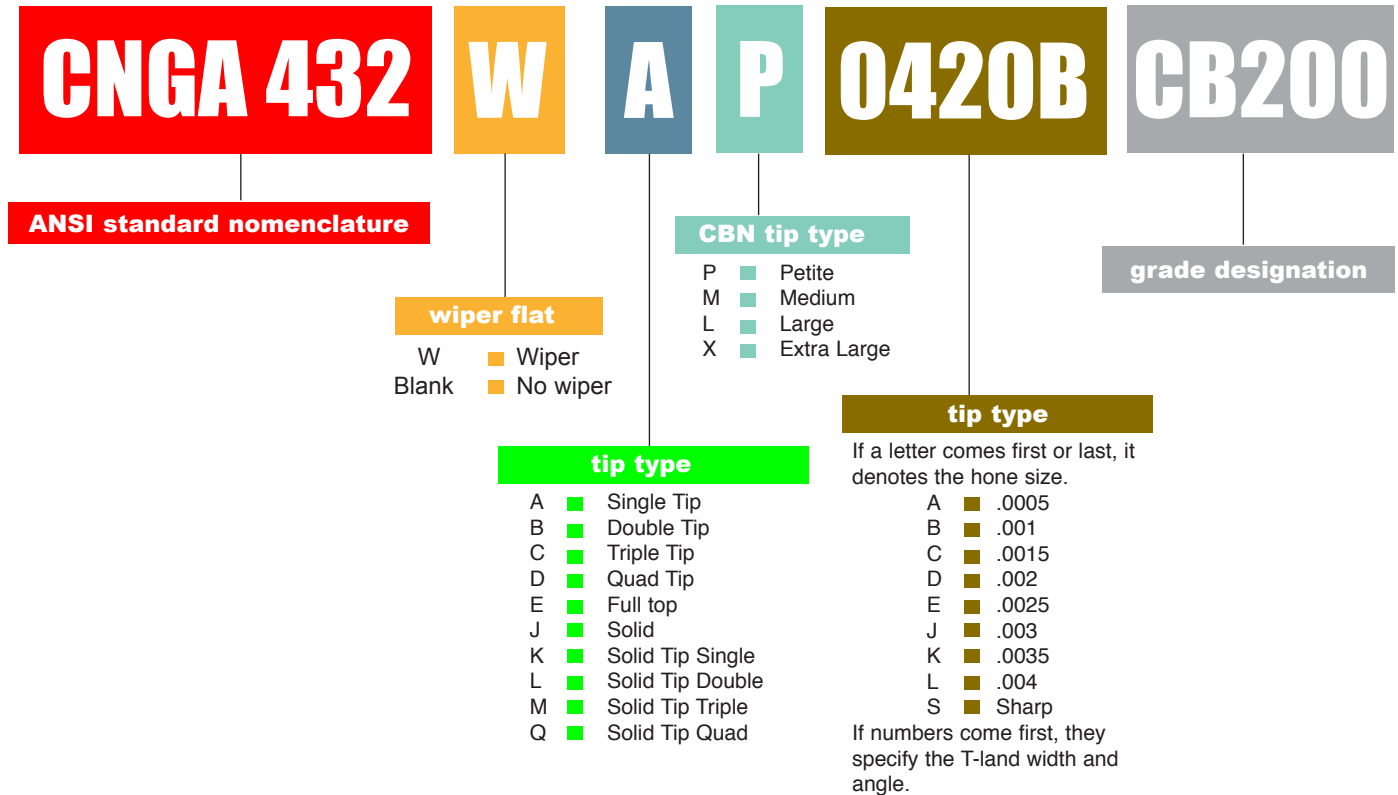 CNGA 432 W A P 0420B CB200
ANSI standard nomenclature
CBN tip type
P Petite
M Medium
L Large
X Extra Large
grade designation
wiper flat
W Wiper
Blank No wiper
tip type
A Single Tip
B Double Tip
C Triple Tip
D Quad Tip
E Full top
J Solid
K Solid Tip Single
L Solid Tip Double
M Solid Tip Triple
Q Solid Tip Quad
tip type
If a letter comes first or last, it
denotes the hone size.
A .0005
B .001
C .0015
D .002
E .0025
J .003
K .0035
L .004
S Sharp
If numbers come first, they
specify the T-land width and
angle.